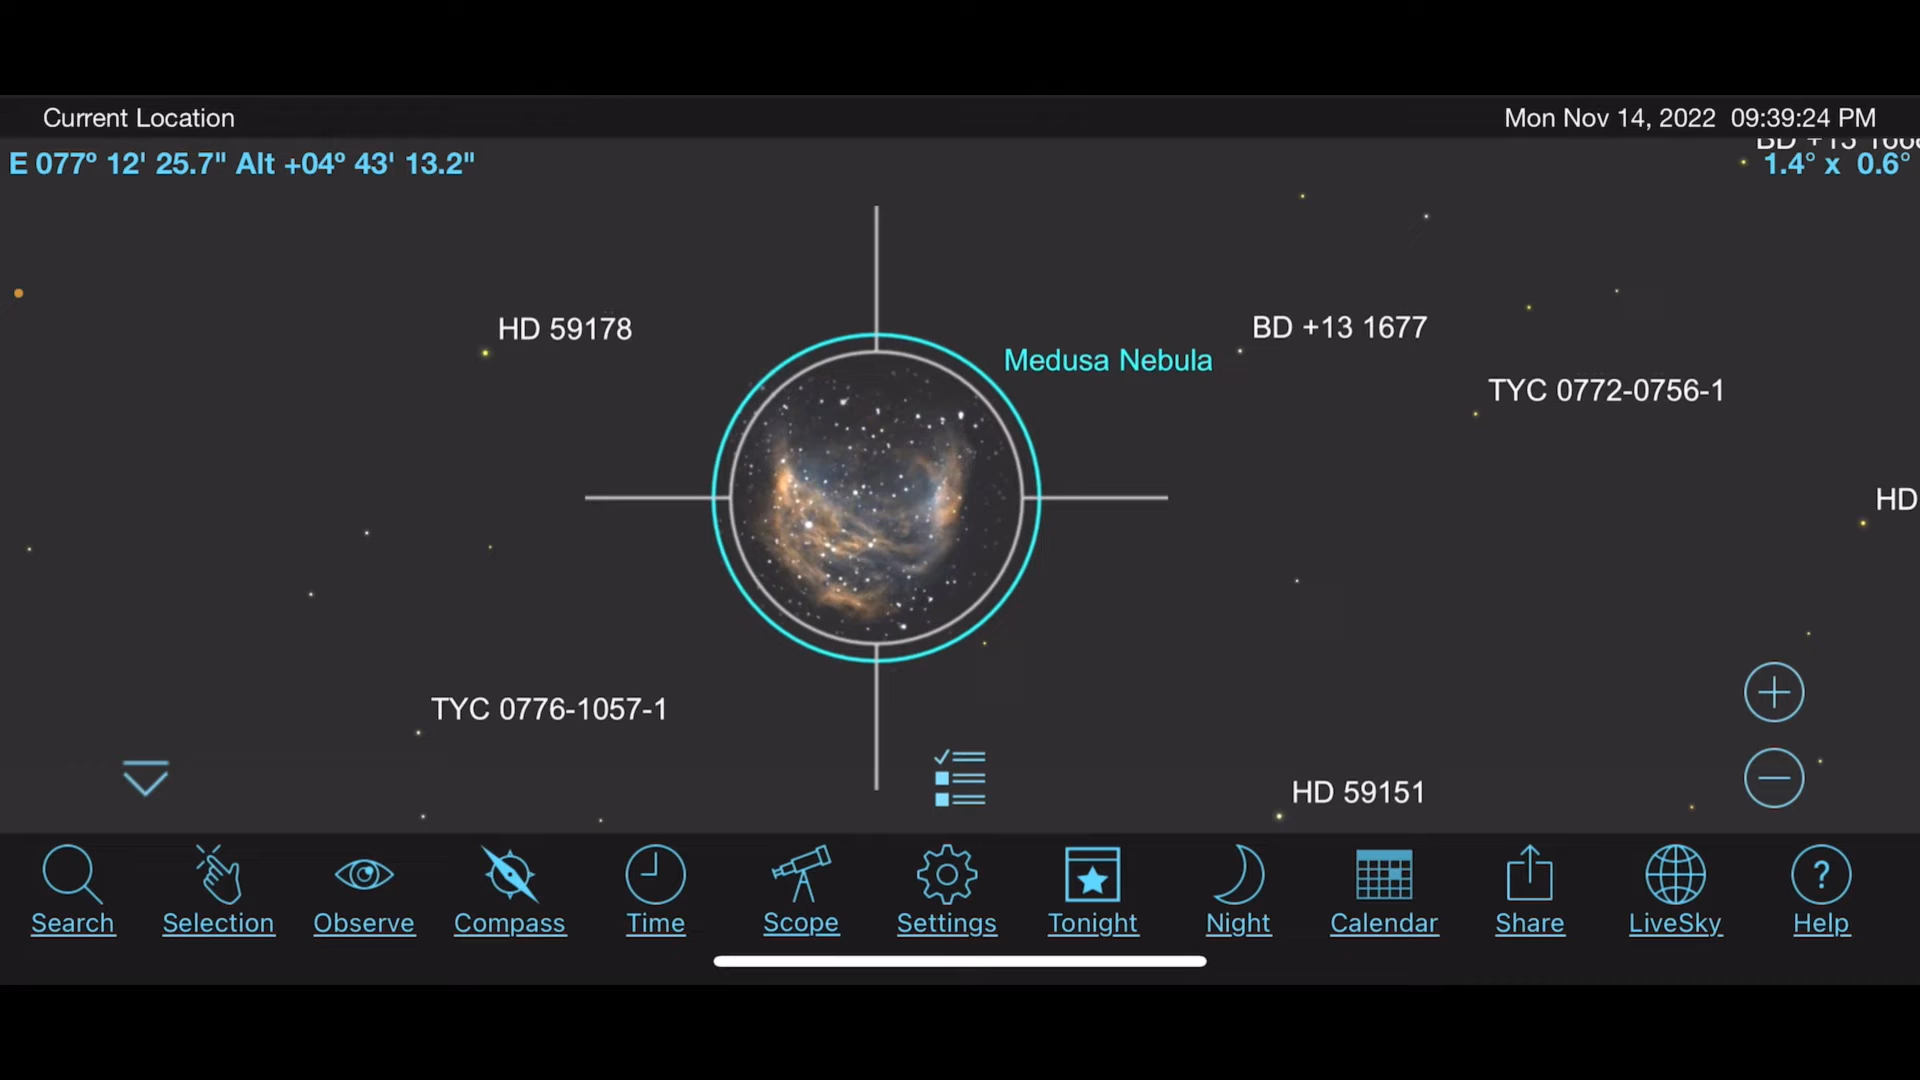 Current Location
Mon Nov 14, 2022 09:39:24 PM
E 077° 12' 25.7" Alt +04° 43' 13.2"
1.4° x 0.6°
HD 59178
BD +13 1677
Medusa Nebula
TYC 0772-0756-1
HD
TYC 0776-1057-1
HD 59151
Search
Selection
Observe
Compass
Time
Scope
Settings
Tonight
Night
Calendar
Share
LiveSky
Help